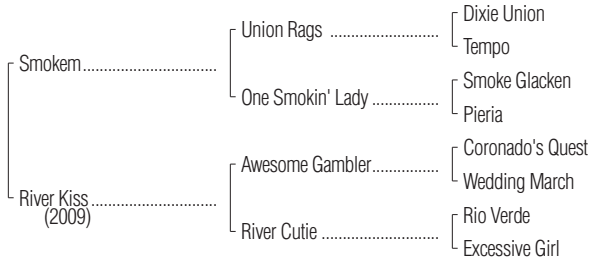 Dixie Union
Union Rags ..................
Tempo
Smokem.............................
Smoke Glacken
One Smokin' Lady ...........
Pieria
Coronado's Quest
Awesome Gambler...........
Wedding March
River Kiss...........................
(2009)
Rio Verde
River Cutie ....................
Excessive Girl